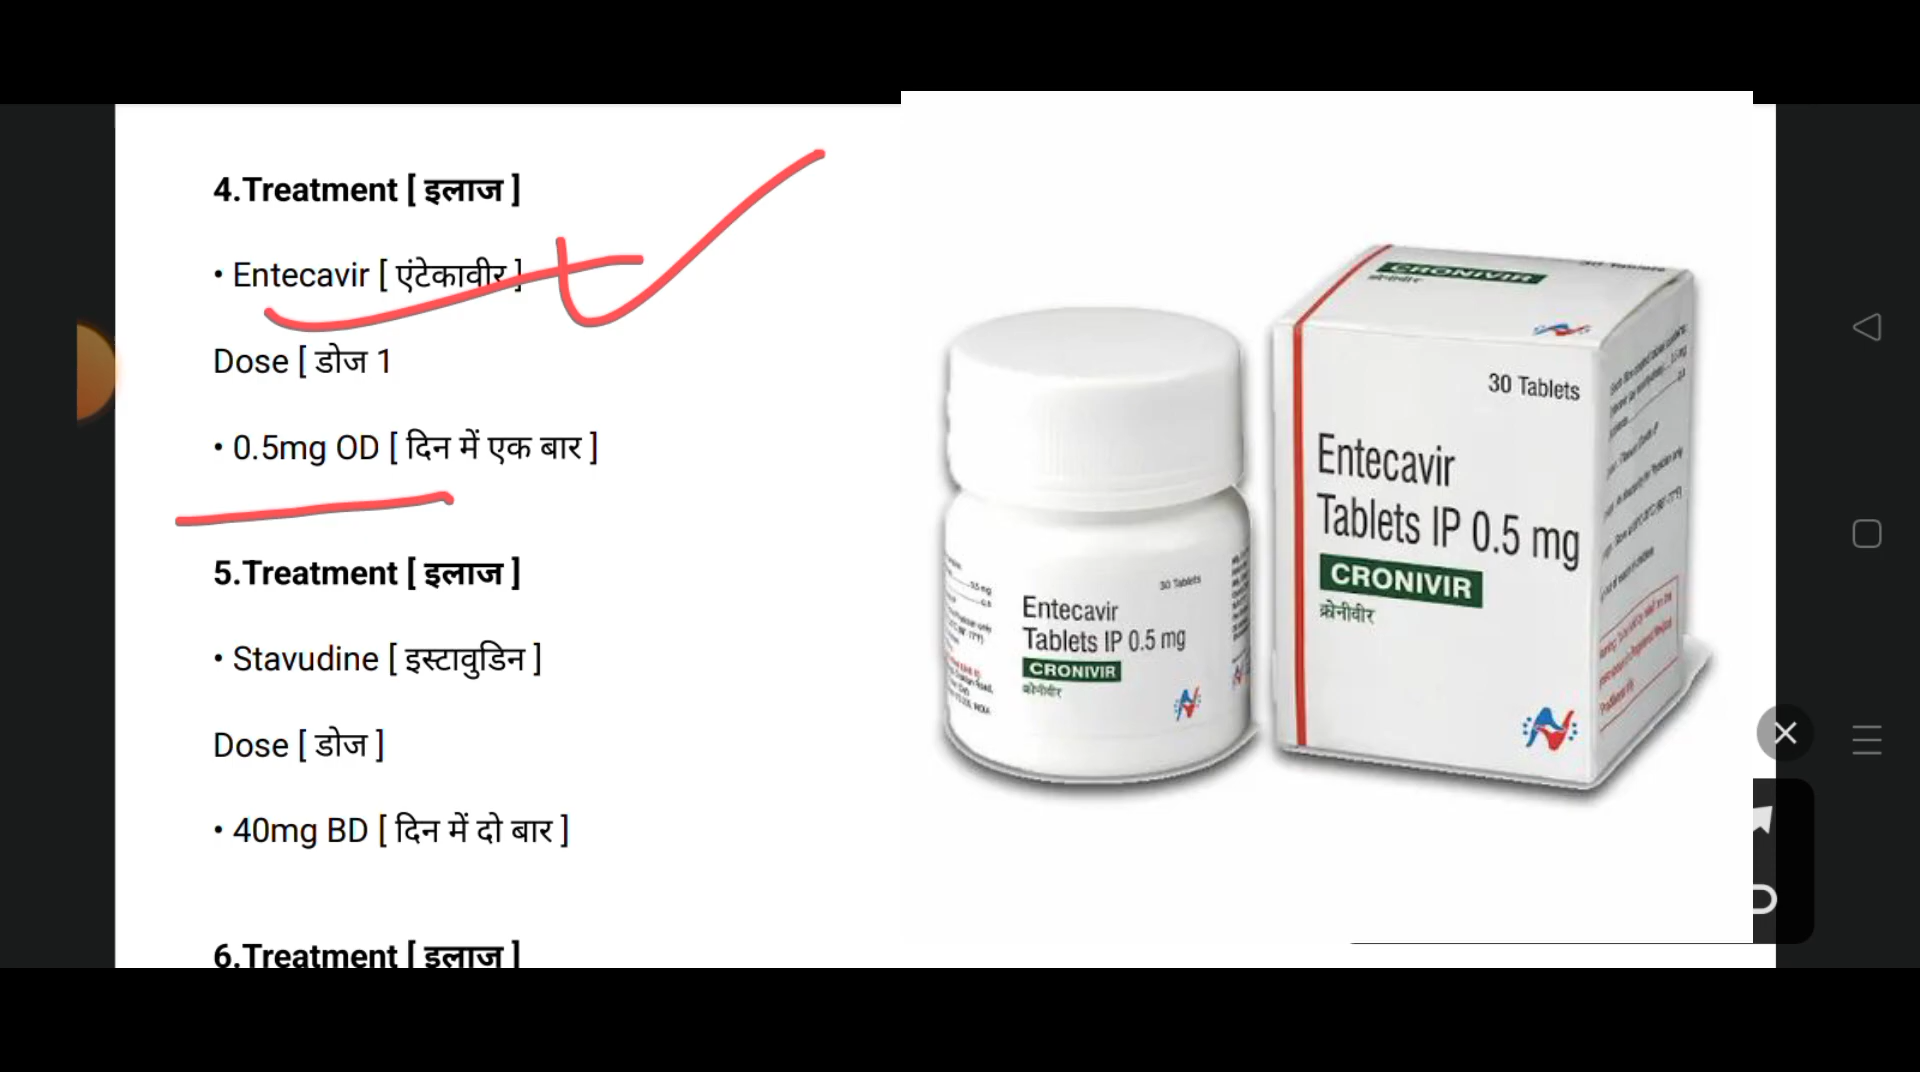 4.Treatment [ इलाज ]
• Entecavir [ एंटेकावीर ]
Dose [ डोज 1
• 0.5mg OD [ दिन में एक बार ]
5.Treatment [ इलाज ]
• Stavudine [ इस्टावुडिन ]
Dose [ डोज ]
• 40mg BD [ दिन में दो बार ]
6.Treatment [ इलाज ]
30 Tablets
Entecavir
Tablets IP 0.5 mg
CRONIVIR
क्रोनीवीर
CRONIVIR
क्रोनीवीर
30 Tablets
30 Tablets
Entecavir
Tablets IP 0.5 mg
CRONIVIR
क्रोनीवीर